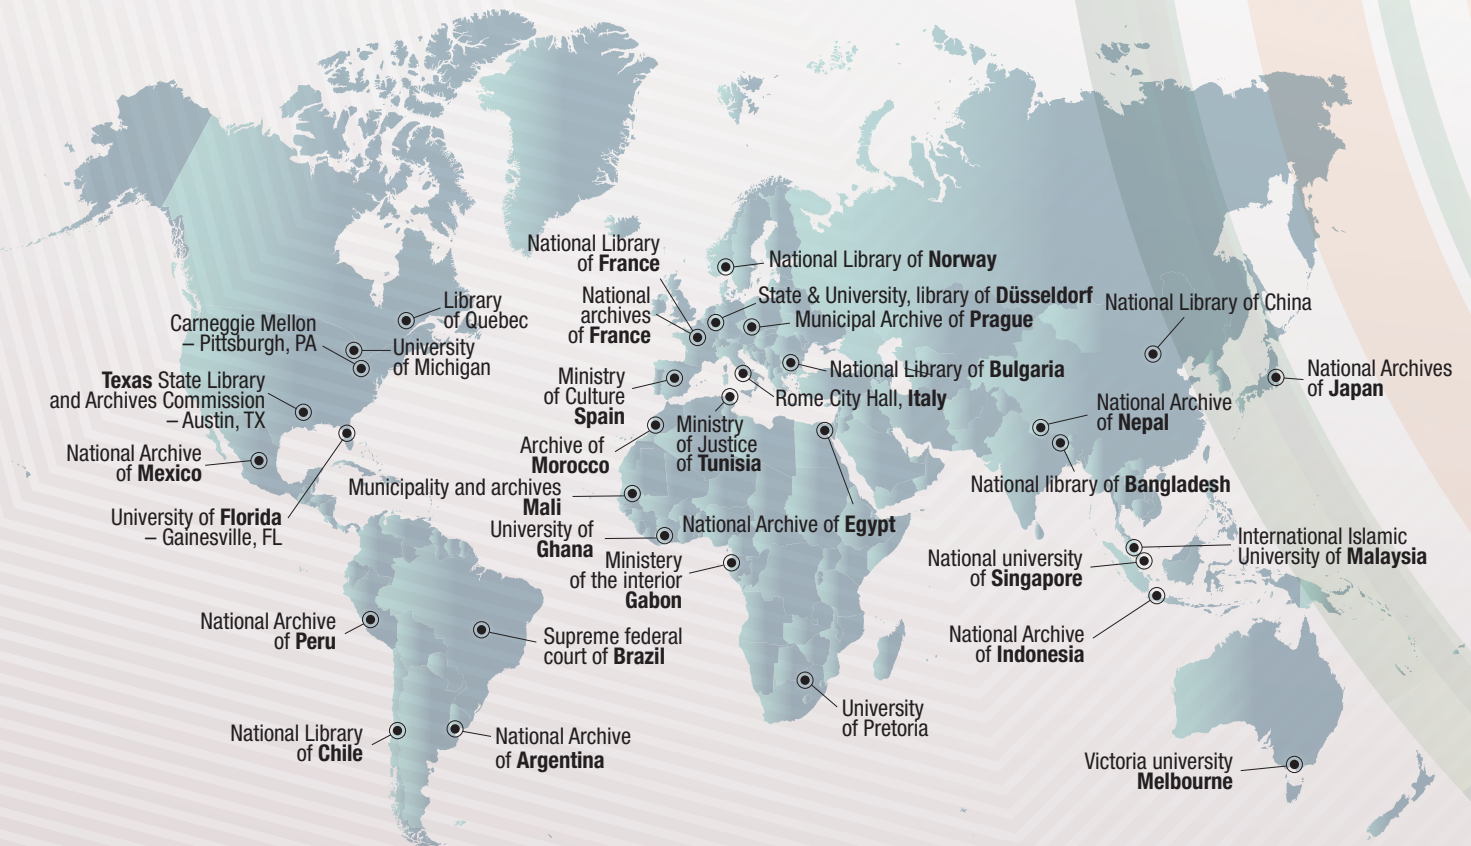 National Library
of France
National Library of Norway
National
archives
of France
State & University, library of Düsseldorf
Municipal Archive of Prague
National Library of China
Library
of Québec
Carneggie Mellon
– Pittsburgh, PA
University
of Michigan
Texas State Library
and Archives Commission
– Austin, TX
Ministry
of Culture
Spain
National Library of Bulgaria
Rome City Hall, Italy
National Archives
of Japan
National Archive
of Nepal
Ministry
of Justice
of Tunisia
Archive of
Morocco
National Archive
of Mexico
Municipality and archives
Mali
National library of Bangladesh
University of Florida
– Gainesville, FL
University of
Ghana
National Archive of Egypt
Ministery
of the interior
Gabon
National university
of Singapore
International Islamic
University of Malaysia
National Archive
of Peru
Supreme federal
court of Brazil
National Archive
of Indonesia
University
of Pretoria
National Library
of Chile
National Archive
of Argentina
Victoria university
Melbourne